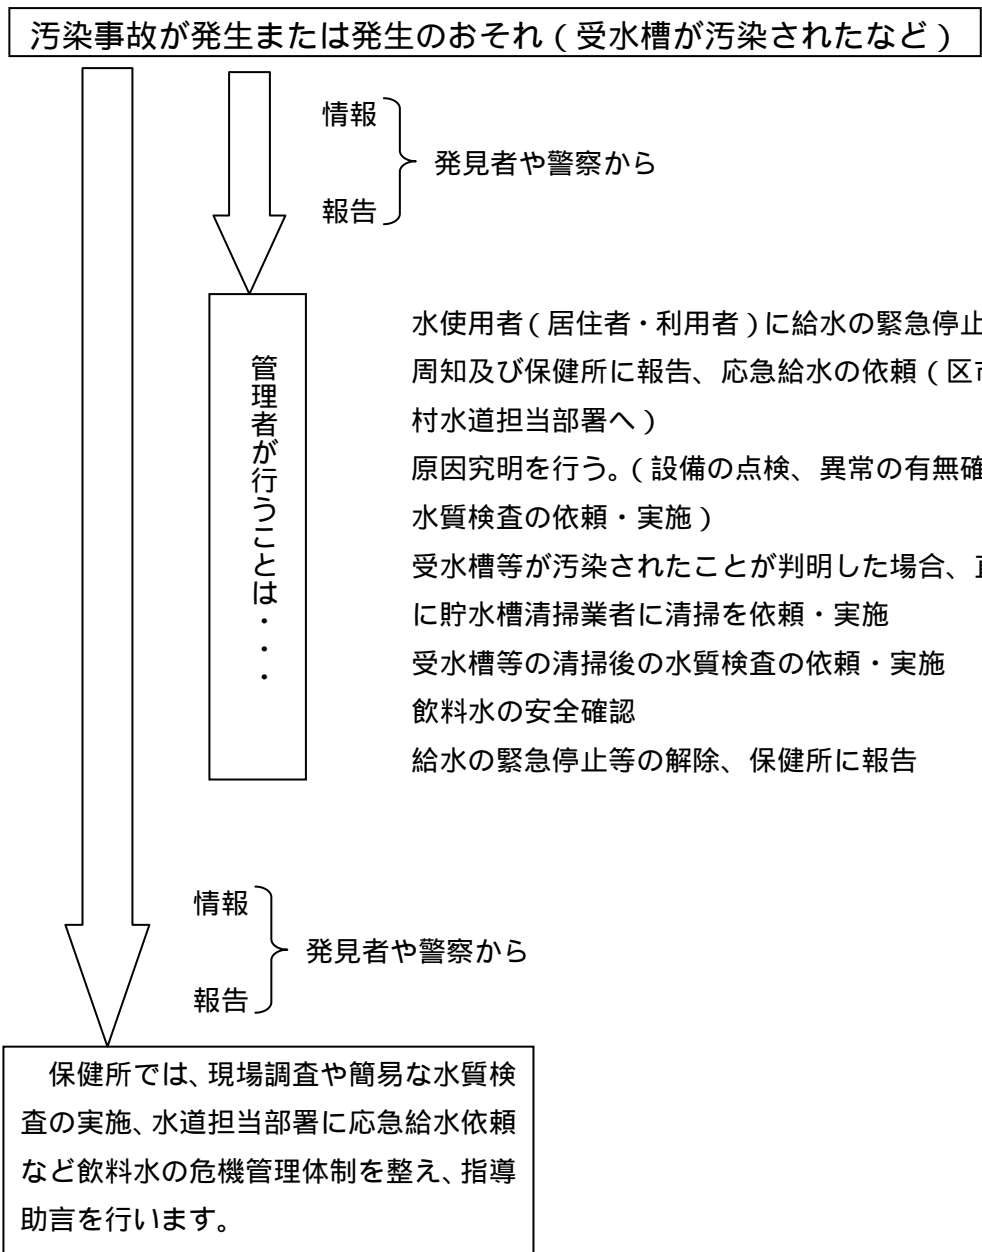 汚染事故が発生または発生のおそれ（受水槽が汚染されたなど）
情報
発見者や警察から
報告
管理者が行うことは・・・
水使用者（居住者・利用者）に給水の緊急停止
周知及び保健所に報告、応急給水の依頼（区市
村水道担当部署へ）
原因究明を行う。（設備の点検、異常の有無確
水質検査の依頼・実施）
受水槽等が汚染されたことが判明した場合、直
に貯水槽清掃業者に清掃を依頼・実施
受水槽等の清掃後の水質検査の依頼・実施
飲料水の安全確認
給水の緊急停止等の解除、保健所に報告
情報
発見者や警察から
報告
保健所では、現場調査や簡易な水質検
査の実施、水道担当部署に応急給水依頼
など飲料水の危機管理体制を整え、指導
助言を行います。